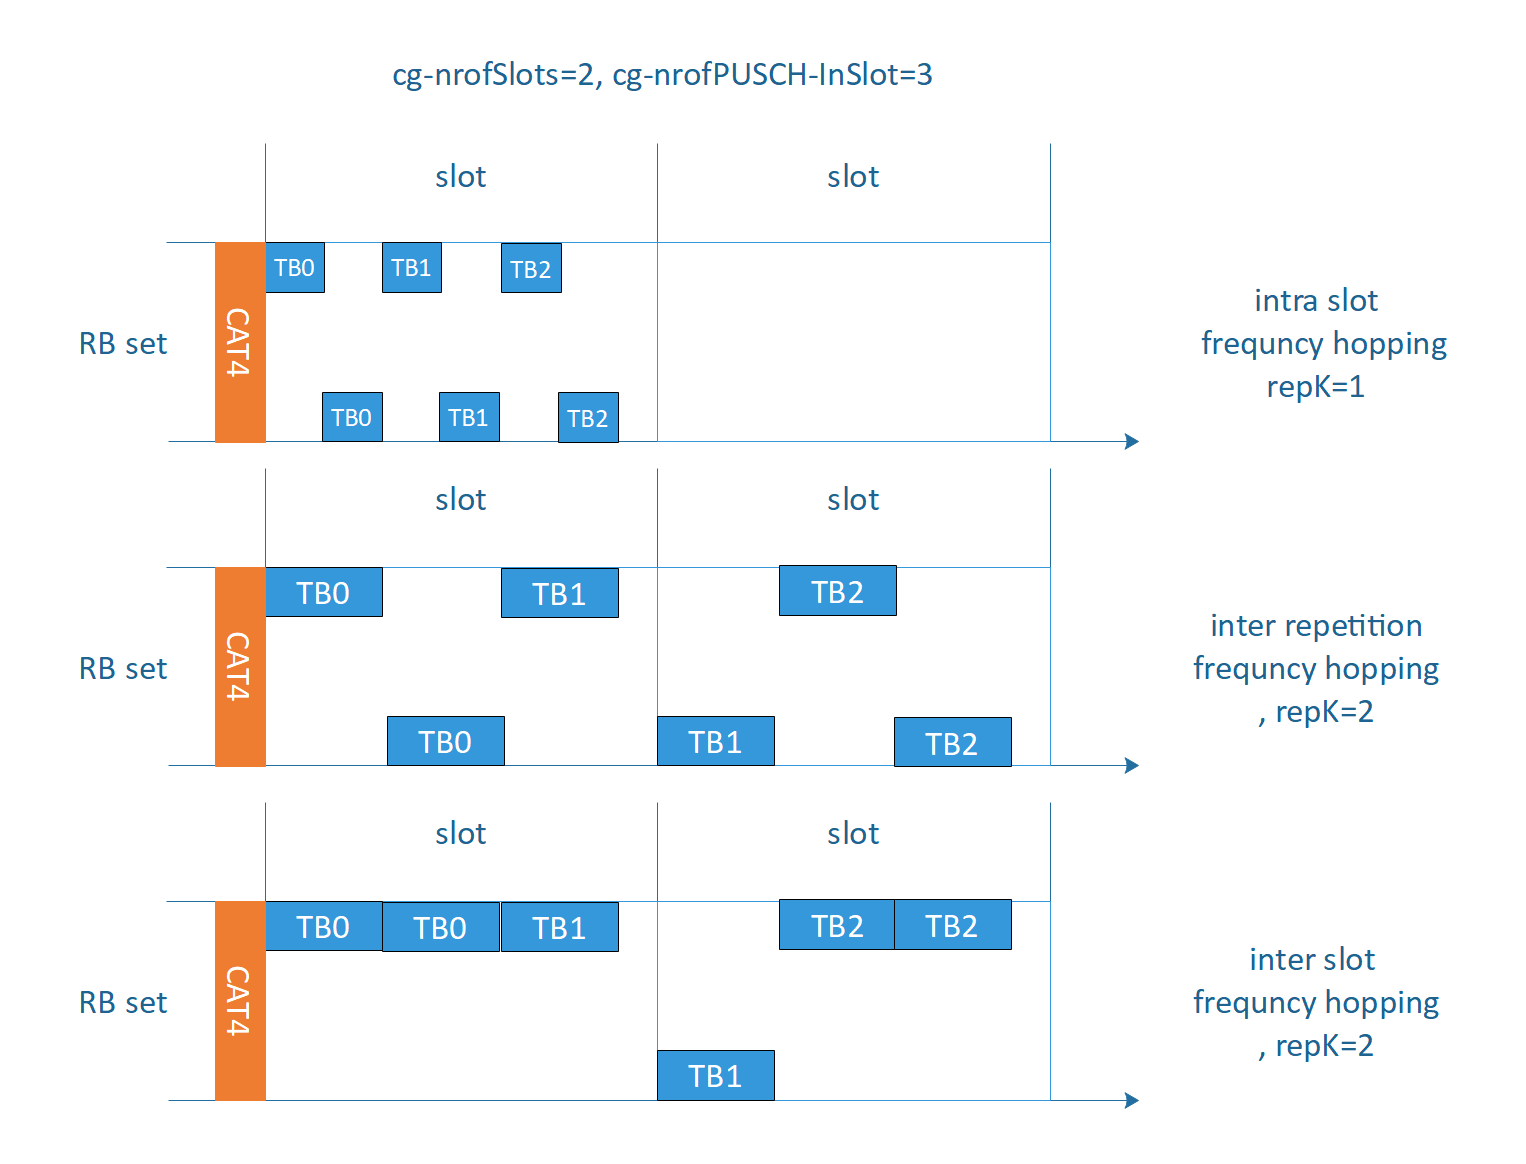 cg-nrofSlots=2, cg-nrofPUSCH-InSlot=3
slot
slot
RB set
CAT4
TB0
TB1
TB2
TB0
TB1
TB2
intra slot
frequncy hopping
repK=1
slot
slot
RB set
CAT4
TB0
TB1
TB2
TB0
TB1
TB2
inter repetition
frequncy hopping
, repK=2
slot
slot
RB set
CAT4
TB0
TB0
TB1
TB2
TB2
TB1
inter slot
frequncy hopping
, repK=2